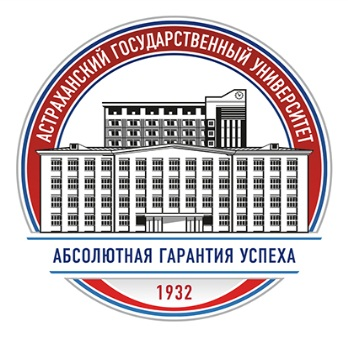 АСТРАХАНСКИЙ ГОСУДАРСТВЕННЫЙ УНИВЕРСИТЕТ
АБСОЛЮТНАЯ ГАРАНТИЯ УСПЕХА
1932